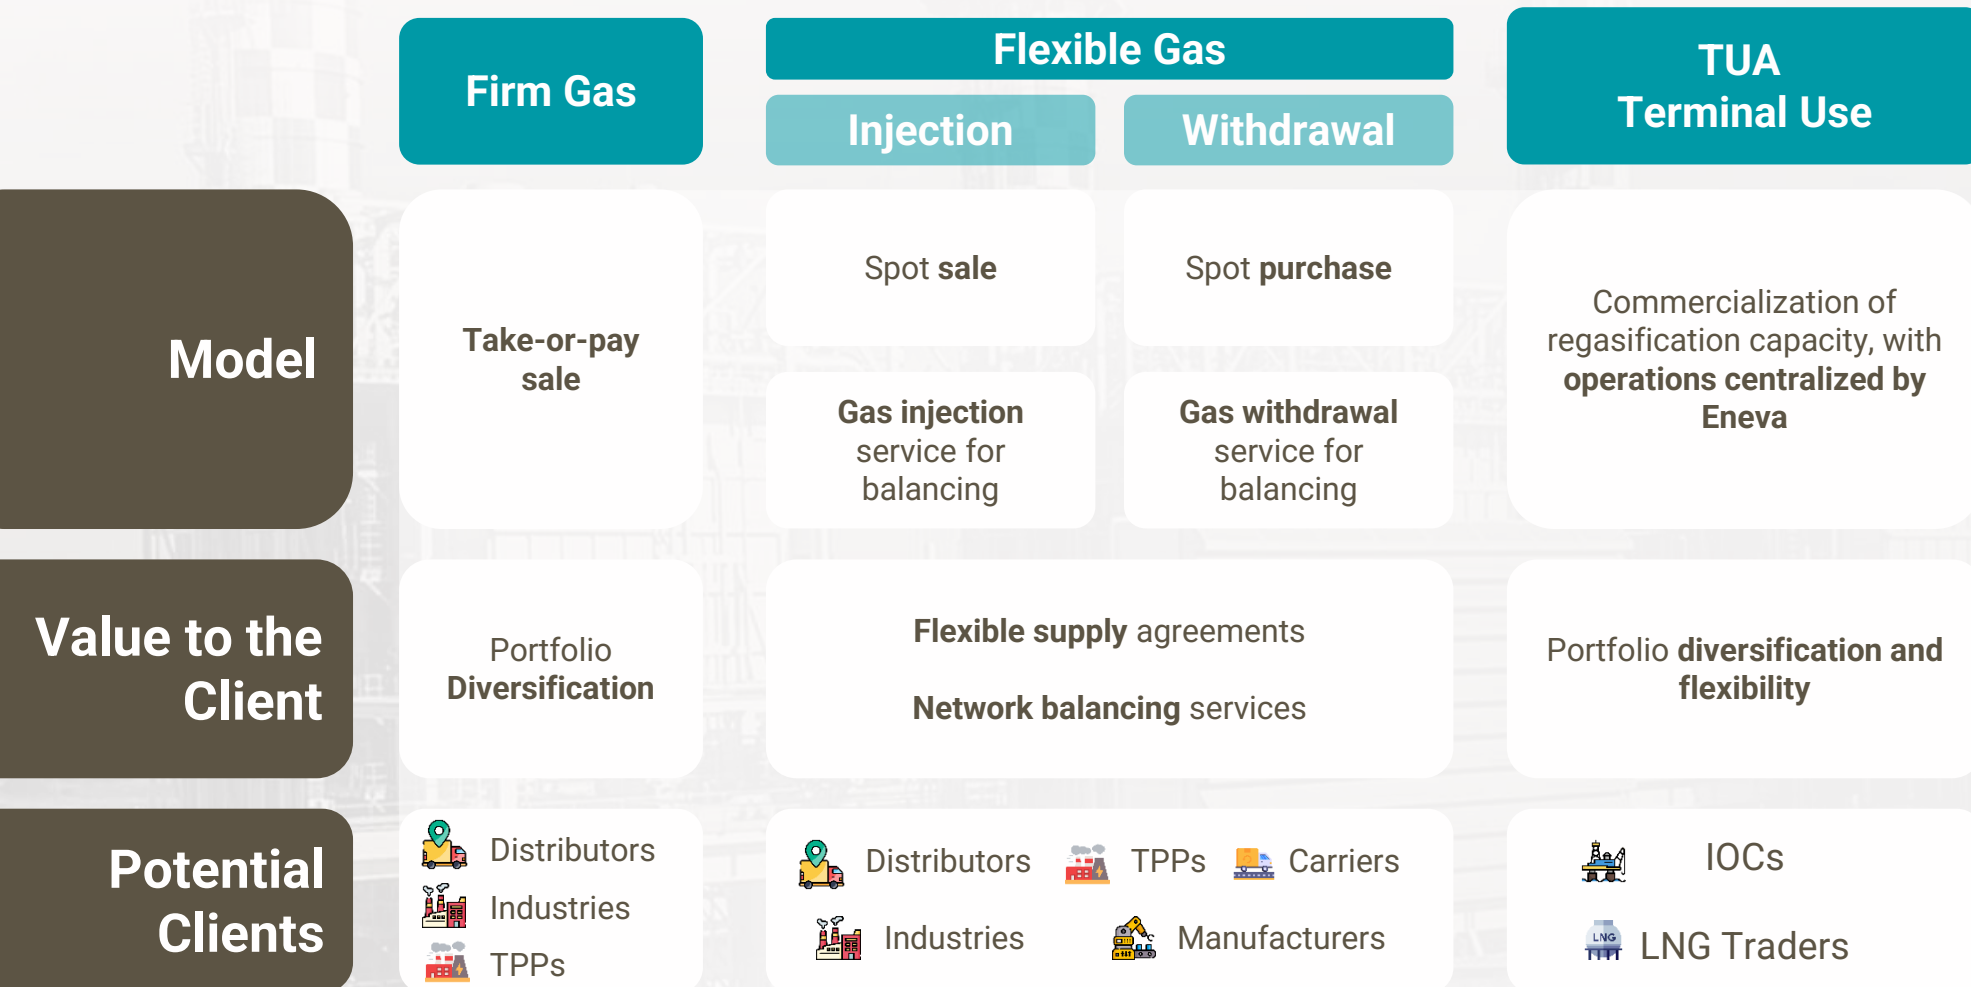 Firm Gas
Flexible Gas
Injection
Withdrawal
TUA
Terminal Use
Model
Take-or-pay
sale
Spot sale
Spot purchase
Gas injection
service for
balancing
Gas withdrawal
service for
balancing
Commercialization of
regasification capacity, with
operations centralized by
Eneva
Value to the
Client
Portfolio
Diversification
Flexible supply agreements
Network balancing services
Portfolio diversification and
flexibility
Potential
Clients
Distributors
Industries
TPPs
Distributors
TPPs
Carriers
Industries
Manufacturers
IOCs
LNG
LNG Traders